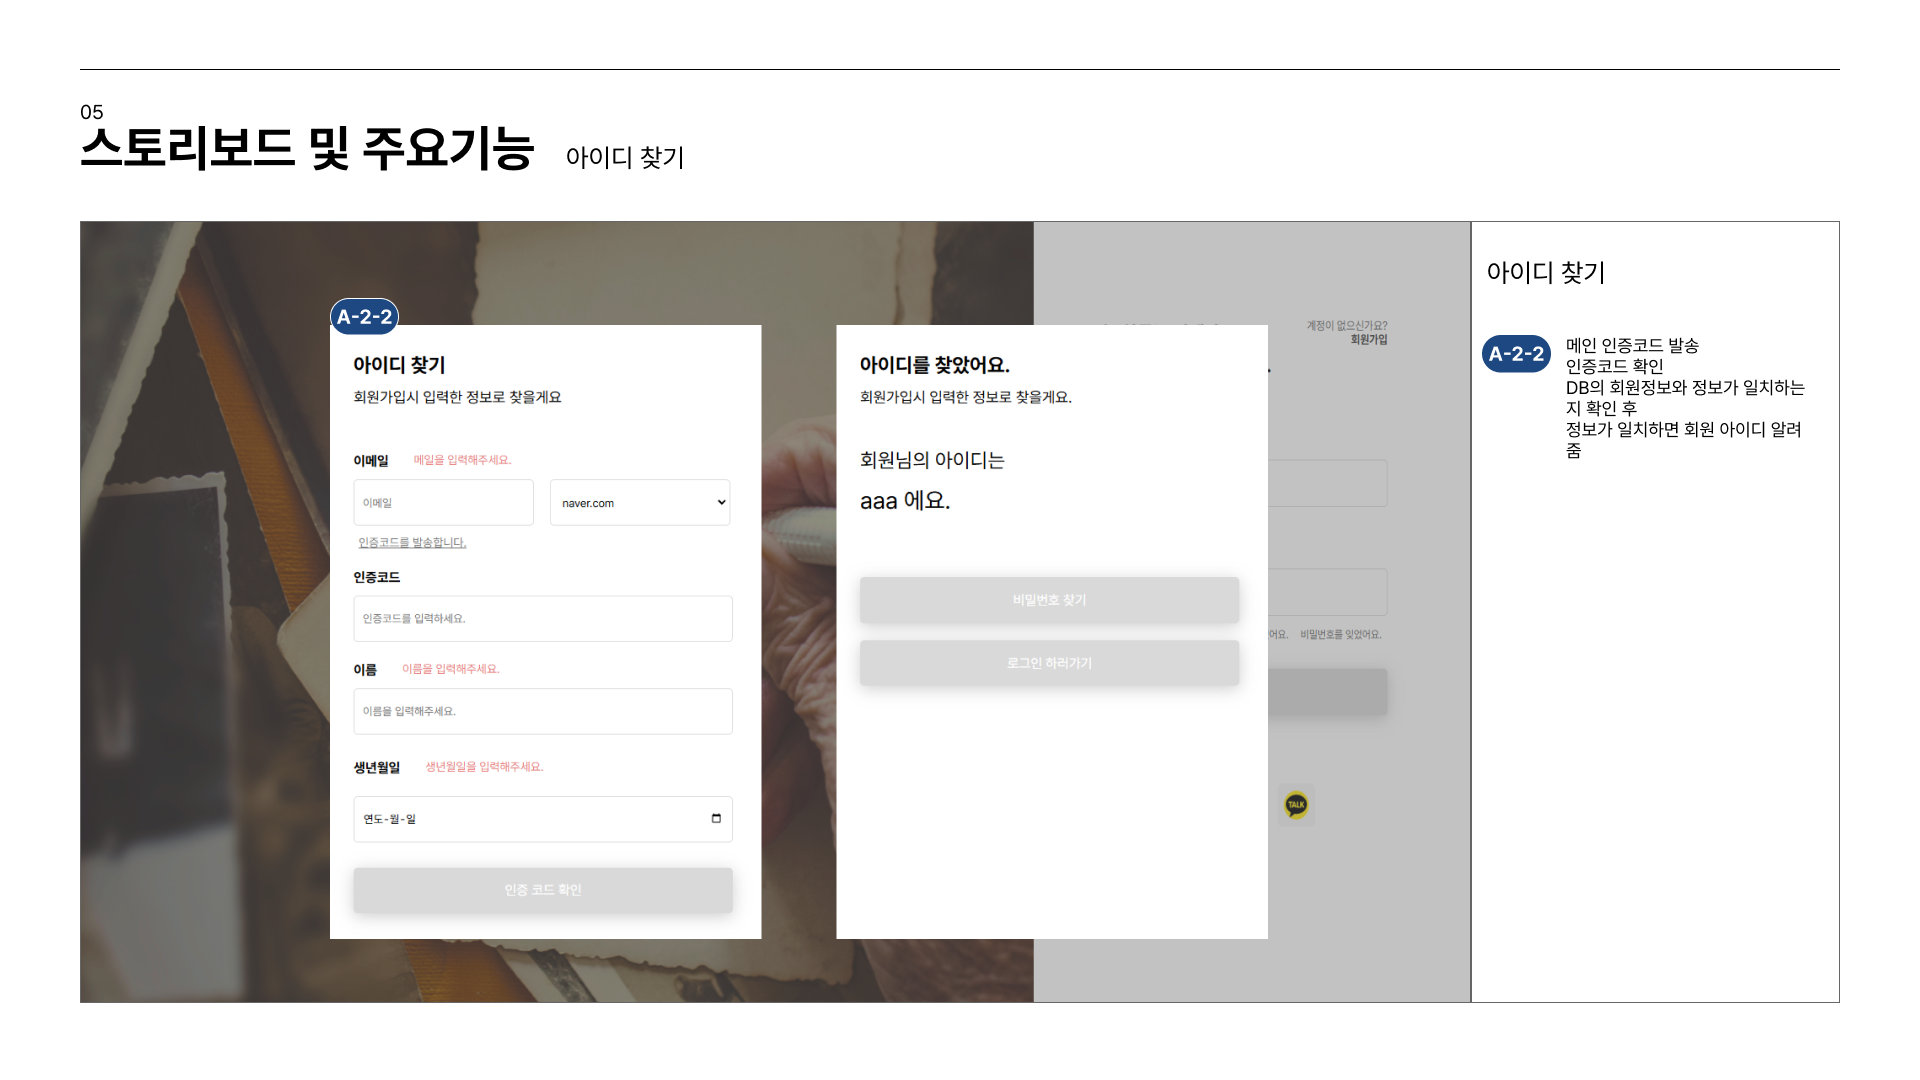 05
스토리보드 및 주요기능 아이디 찾기
A-2-2
아이디 찾기
회원가입시 입력한 정보로 찾을게요
이메일 메일을 입력해주세요.
이메일 naver.com
인증코드를 발송합니다.
인증코드
인증코드를 입력하세요.
이름 이름을 입력해주세요.
이름을 입력해주세요.
생년월일 생년월일을 입력해주세요.
연도-월-일
인증 코드 확인
아이디를 찾았어요.
회원가입시 입력한 정보로 찾을게요.
회원님의 아이디는
aaa 에요.
비밀번호 찾기
로그인 하러가기
계정이 없으신가요?
회원가입
어요. 비밀번호를 잊었어요.
TALK
아이디 찾기
A-2-2
메인 인증코드 발송
인증코드 확인
DB의 회원정보와 정보가 일치하는
지 확인 후
정보가 일치하면 회원 아이디 알려
줌